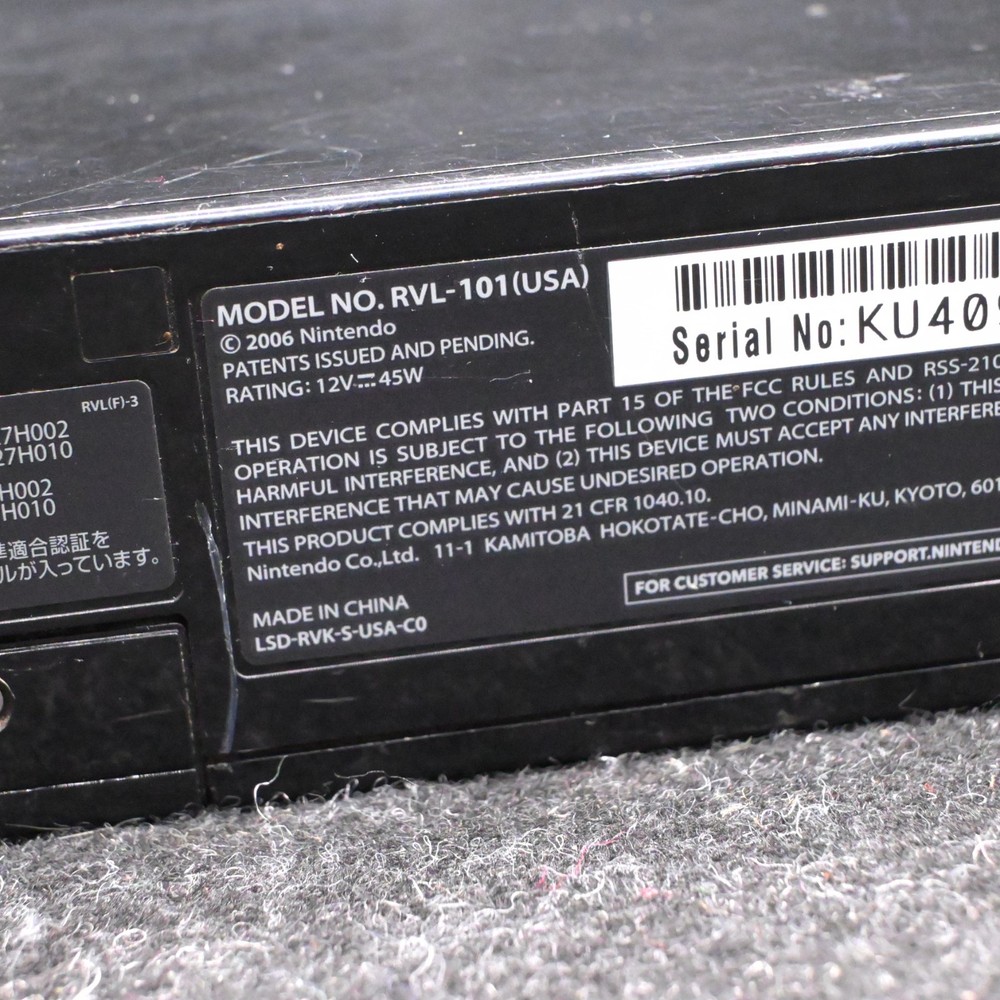 MODEL NO. RVL-101(USA)
© 2006 Nintendo
PATENTS ISSUED AND PENDING.
RATING: 12V⎓45W
Serial No: KU409
THIS DEVICE COMPLIES WITH PART 15 OF THE FCC RULES AND RSS-210
OPERATION IS SUBJECT TO THE FOLLOWING TWO CONDITIONS: (1) THIS
HARMFUL INTERFERENCE, AND (2) THIS DEVICE MUST ACCEPT ANY INTERFERE
INTERFERENCE THAT MAY CAUSE UNDESIRED OPERATION.
THIS PRODUCT COMPLIES WITH 21 CFR 1040.10.
Nintendo Co.,Ltd. 11-1 KAMITOBA HOKOTATE-CHO, MINAMI-KU, KYOTO, 601
FOR CUSTOMER SERVICE: SUPPORT.NINTEND
MADE IN CHINA
LSD-RVK-S-USA-C0
RVL(F)-3
7H002
27H010
H002
H010
準適合認証を
ルが入っています。